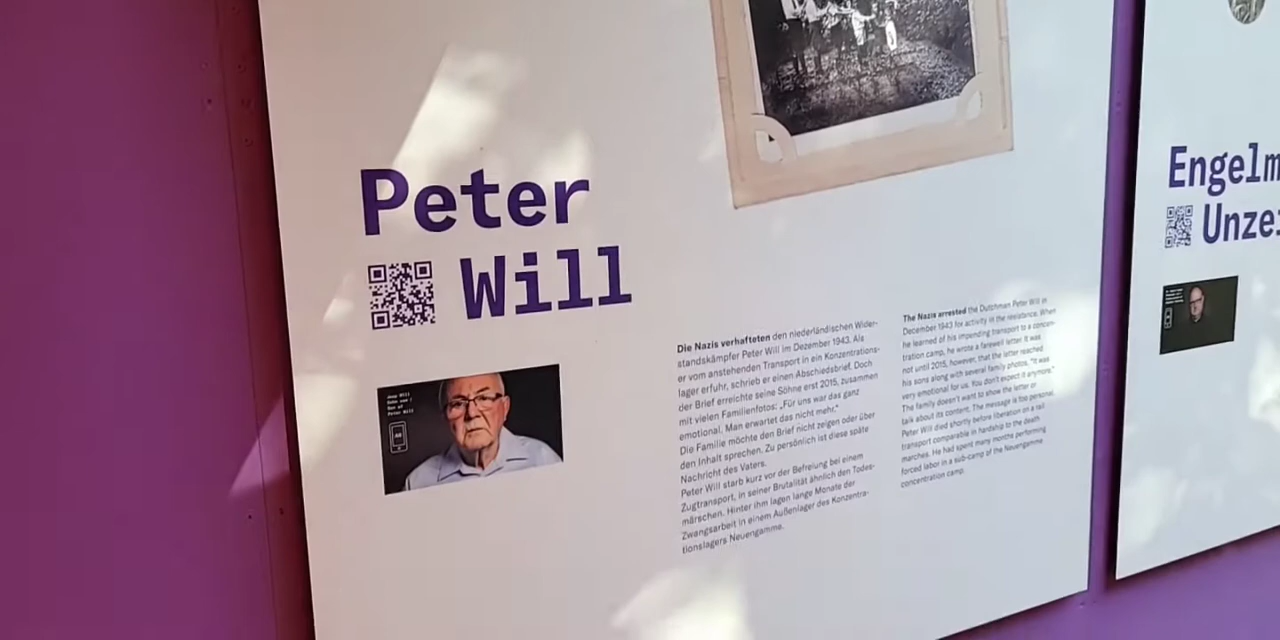 Peter
Will
Jean Will
Sohn von /
Son of
Peter Will
AR
Die Nazis verhafteten den niederländischen Wider-
standskämpfer Peter Will im Dezember 1943. Als
er vom anstehenden Transport in ein Konzentrations-
lager erfuhr, schrieb er einen Abschiedsbrief. Doch
der Brief erreichte seine Söhne erst 2015, zusammen
mit vielen Familienfotos: „Für uns war das ganz
emotional. Man erwartet das nicht mehr.“
Die Familie möchte den Brief nicht zeigen oder über
den Inhalt sprechen. Zu persönlich ist diese späte
Nachricht des Vaters.
Peter Will starb kurz vor der Befreiung bei einem
Zugtransport, in seiner Brutalität ähnlich den Todes-
märschen. Hinter ihm lagen lange Monate der
Zwangsarbeit in einem Außenlager des Konzentra-
tionslagers Neuengamme.
The Nazis arrested the Dutchman Peter Will in
December 1943 for activity in the resistance. When
he learned of his impending transport to a concen-
tration camp, he wrote a farewell letter. It was
not until 2015, however, that the letter reached
his sons along with several family photos. "It was
very emotional for us. You don't expect it anymore."
The family doesn't want to show the letter or
talk about its content. The message is too personal.
Peter Will died shortly before liberation on a rail
transport comparable in hardship to the death
marches. He had spent many months performing
forced labor in a sub-camp of the Neuengamme
concentration camp.
Engelm
Unze